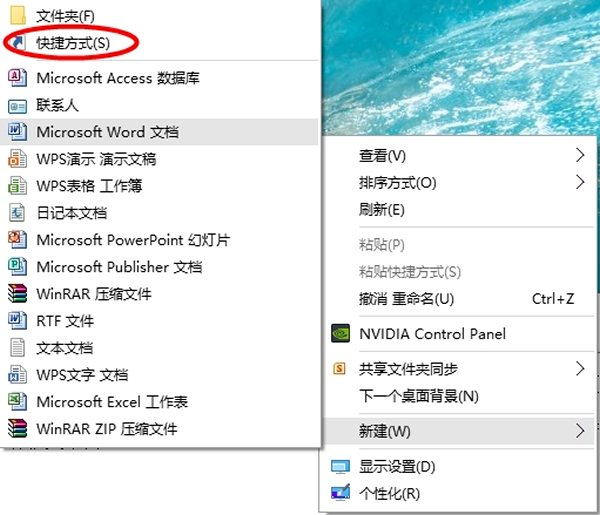 文件夹(F)
快捷方式(S)
Microsoft Access 数据库
联系人
Microsoft Word 文档
WPS演示 演示文稿
WPS表格 工作簿
日记本文档
Microsoft PowerPoint 幻灯片
Microsoft Publisher 文档
WinRAR 压缩文件
RTF 文件
文本文档
WPS文字 文档
Microsoft Excel 工作表
WinRAR ZIP 压缩文件
查看(V)
排序方式(O)
刷新(E)
粘贴(P)
粘贴快捷方式(S)
撤消 重命名(U) Ctrl+Z
NVIDIA Control Panel
共享文件夹同步
下一个桌面背景(N)
新建(W)
显示设置(D)
个性化(R)